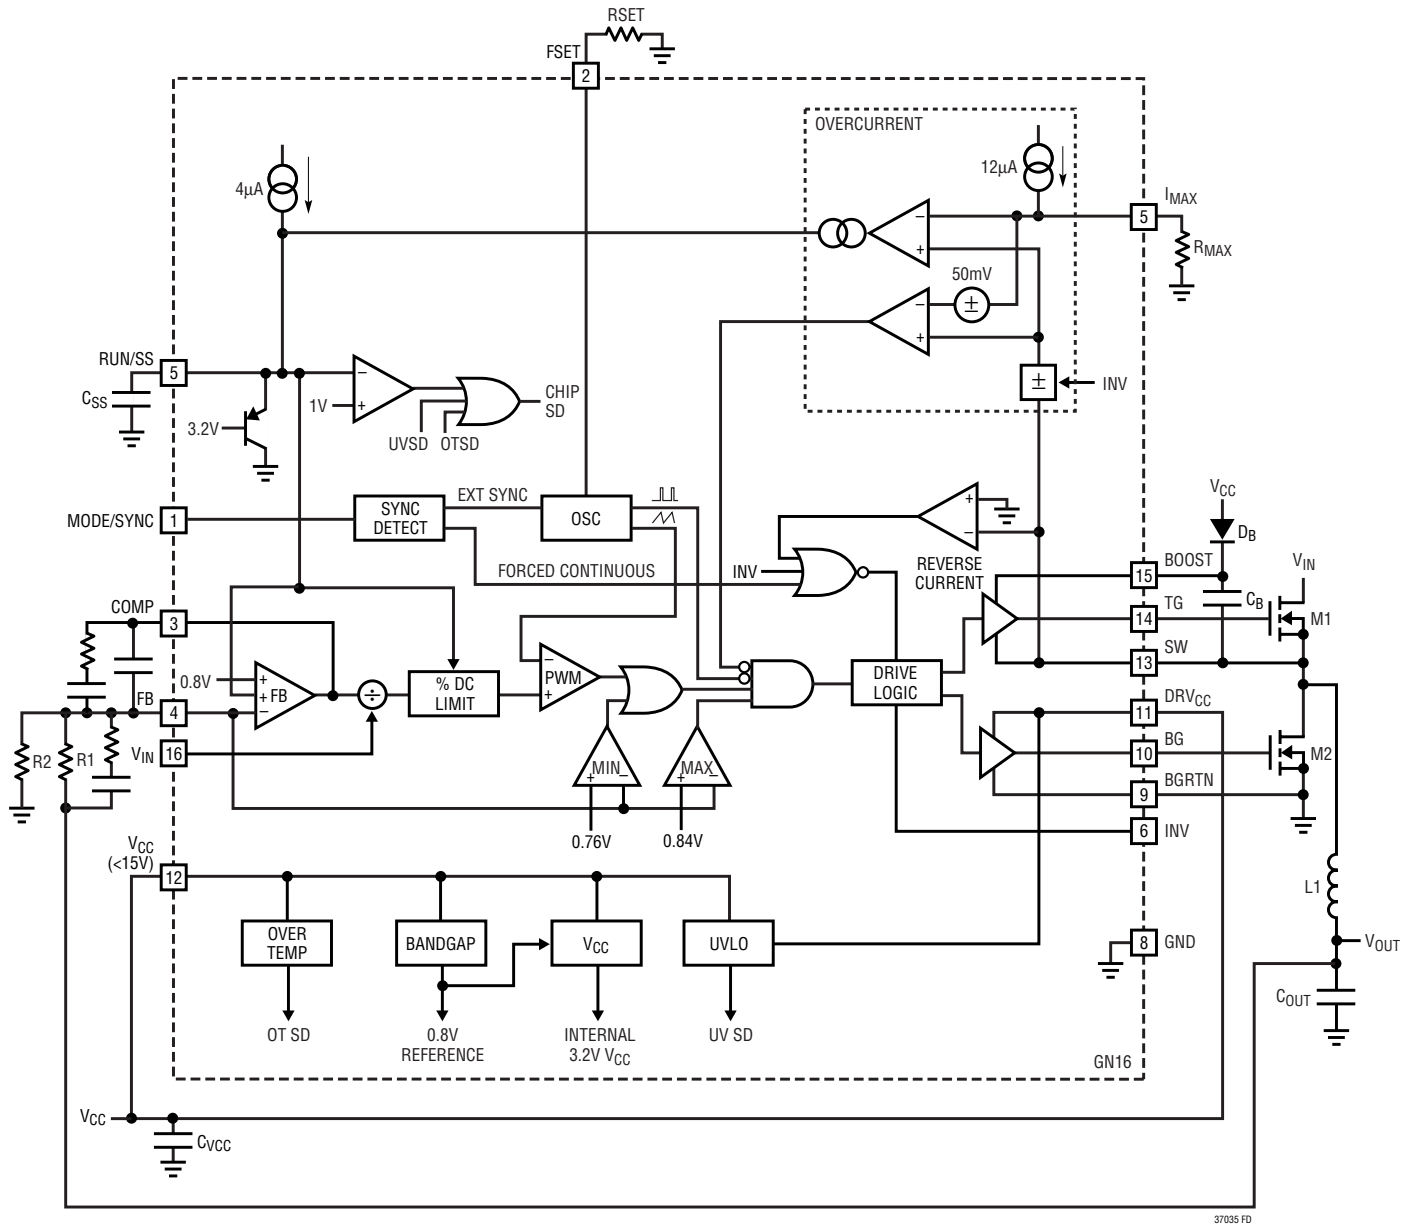 RSET
FSET
2
OVERCURRENT
4µA
12µA
IMAX
5
RMAX
50mV
RUN/SS
5
CSS
1V
CHIP
SD
INV
3.2V
UVSD
OTSD
MODE/SYNC
1
SYNC
DETECT
EXT SYNC
OSC
VCC
DB
REVERSE
CURRENT
FORCED CONTINUOUS
INV
BOOST
15
VIN
COMP
3
CB
TG
14
M1
0.8V
FB
% DC
LIMIT
PWM
DRIVE
LOGIC
SW
13
FB
4
DRVCC
11
R2
R1
VIN
16
MIN
MAX
BG
10
M2
BGRTN
9
0.76V
0.84V
6
INV
VCC
(<15V)
12
L1
OVER
TEMP
BANDGAP
VCC
UVLO
8
GND
VOUT
COUT
OT SD
0.8V
REFERENCE
INTERNAL
3.2V VCC
UV SD
GN16
VCC
CVCC
37035 FD